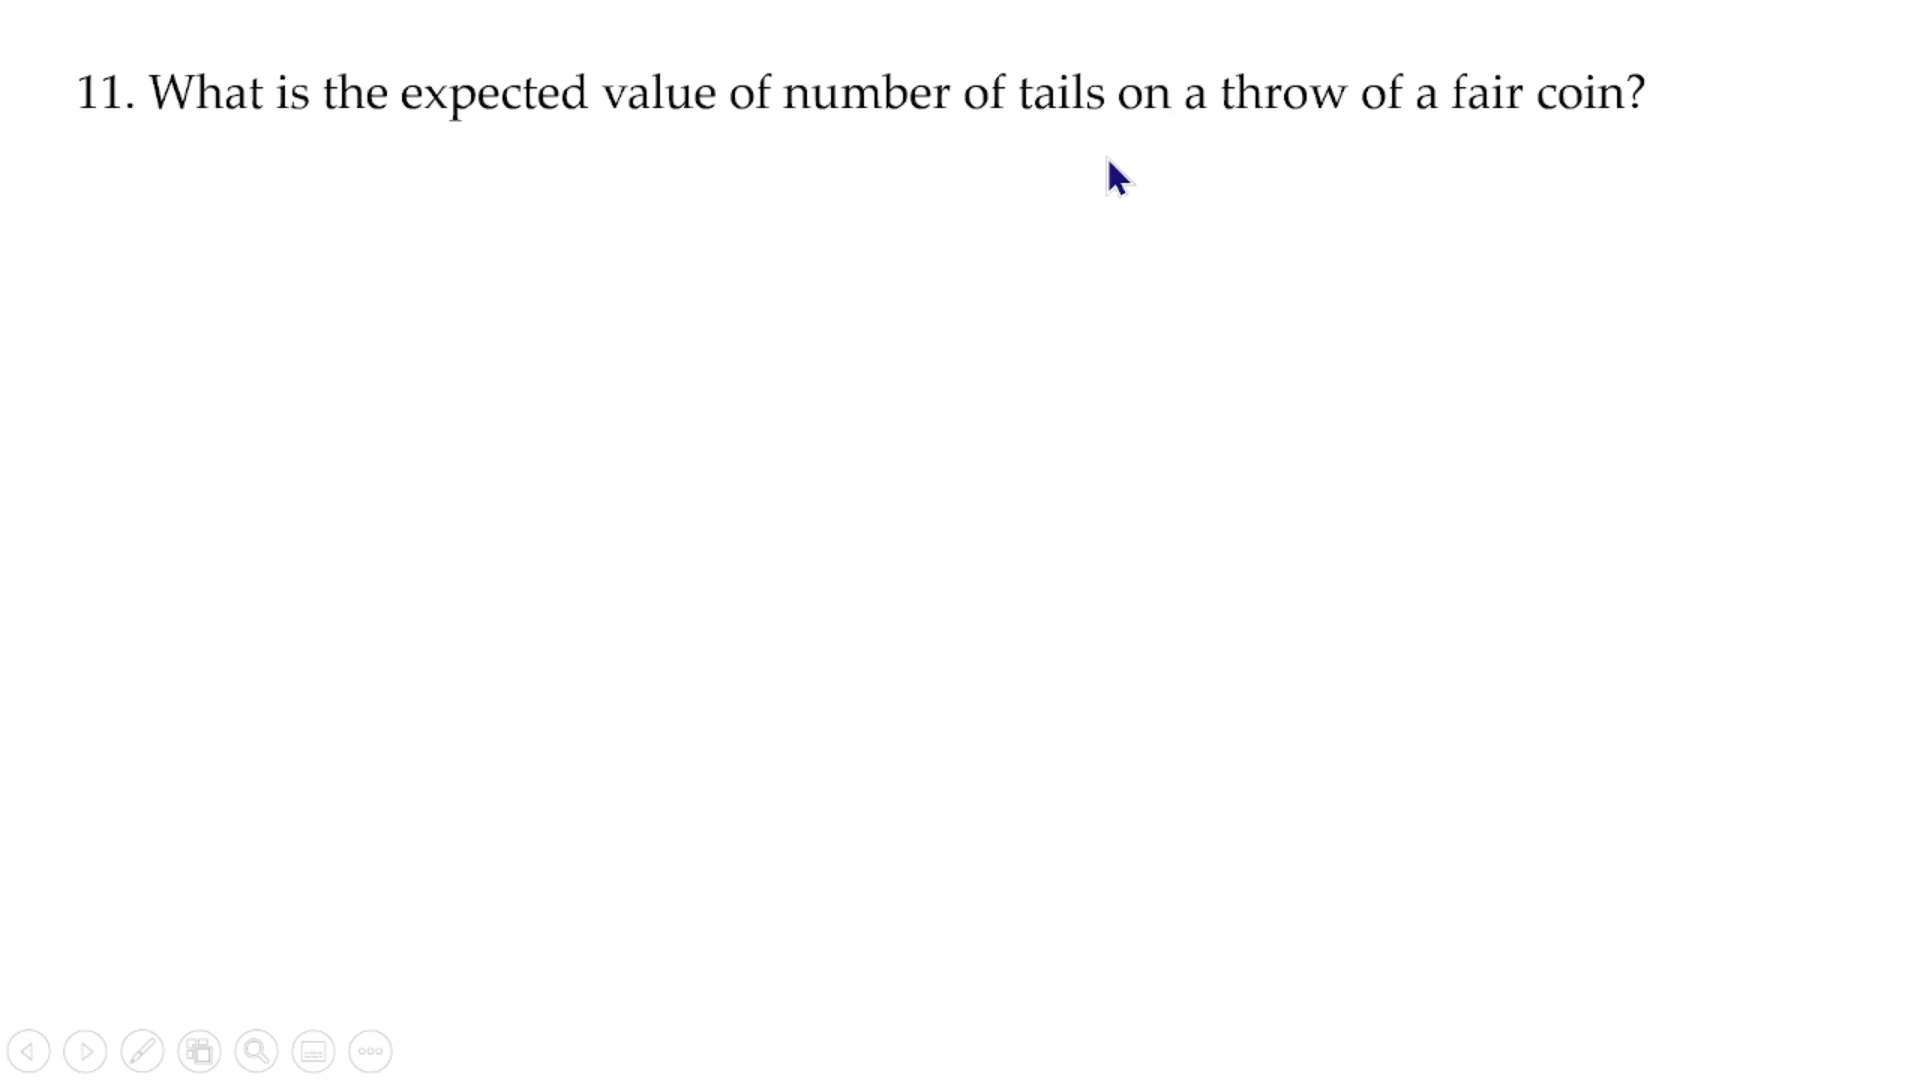 11. What is the expected value of number of tails on a throw of a fair coin?